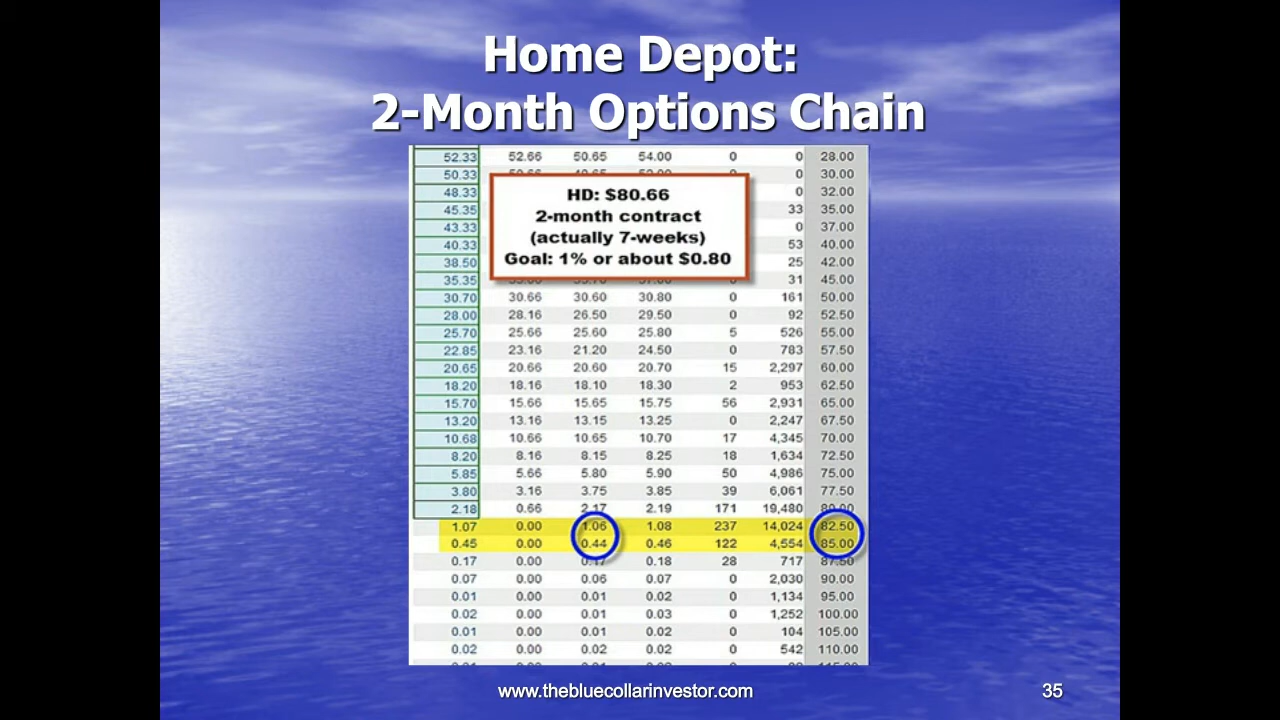 Home Depot:
2-Month Options Chain
52.33 52.66 50.65 54.00 0 0 28.00
50.33 0 0 30.00
48.33 0 32.00
45.35 33 35.00
43.33 0 37.00
40.33 53 40.00
38.50 25 42.00
35.35 0 31 45.00
HD: $80.66
2-month contract
(actually 7-weeks)
Goal: 1% or about $0.80
30.70 30.66 30.60 30.80 0 161 50.00
28.00 28.16 26.50 29.50 0 92 52.50
25.70 25.66 25.60 25.80 5 526 55.00
22.85 23.16 21.20 24.50 0 783 57.50
20.65 20.66 20.60 20.70 15 2,297 60.00
18.20 18.16 18.10 18.30 2 953 62.50
15.70 15.66 15.65 15.75 56 2,931 65.00
13.20 13.16 13.15 13.25 0 2,247 67.50
10.68 10.66 10.65 10.70 17 4,345 70.00
8.20 8.16 8.15 8.25 18 1,634 72.50
5.85 5.66 5.80 5.90 50 4,986 75.00
3.80 3.16 3.75 3.85 39 6,061 77.50
2.18 0.66 2.17 2.19 171 19,480 80.00
1.07 0.00 1.06 1.08 237 14,024 82.50
0.45 0.00 0.44 0.46 122 4,554 85.00
0.17 0.00 0.17 0.18 28 717 87.50
0.07 0.00 0.06 0.07 0 2,030 90.00
0.01 0.00 0.01 0.02 0 1,134 95.00
0.02 0.00 0.01 0.03 0 1,252 100.00
0.01 0.00 0.01 0.02 0 104 105.00
0.02 0.00 0.02 0.02 0 542 110.00
www.thebluecollarinvestor.com
35